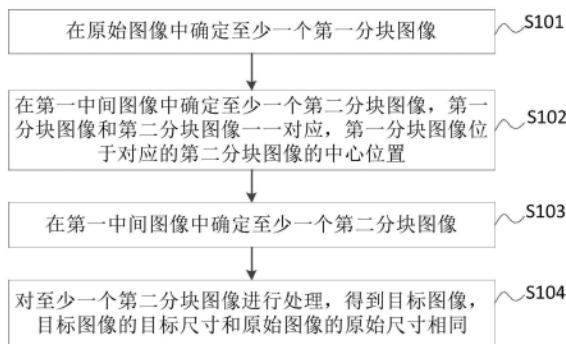 在原始图像中确定至少一个第一分块图像
S101
在第一中间图像中确定至少一个第二分块图像，第一
分块图像和第二分块图像一一对应，第一分块图像位
于对应的第二分块图像的中心位置
S102
在第一中间图像中确定至少一个第二分块图像
S103
对至少一个第二分块图像进行处理，得到目标图像，
目标图像的目标尺寸和原始图像的原始尺寸相同
S104